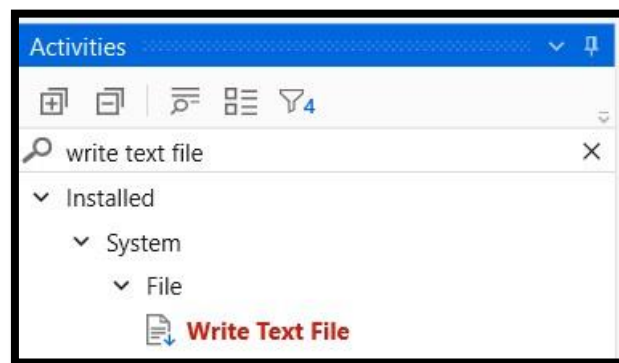 Activities
4
write text file
Installed
System
File
Write Text File